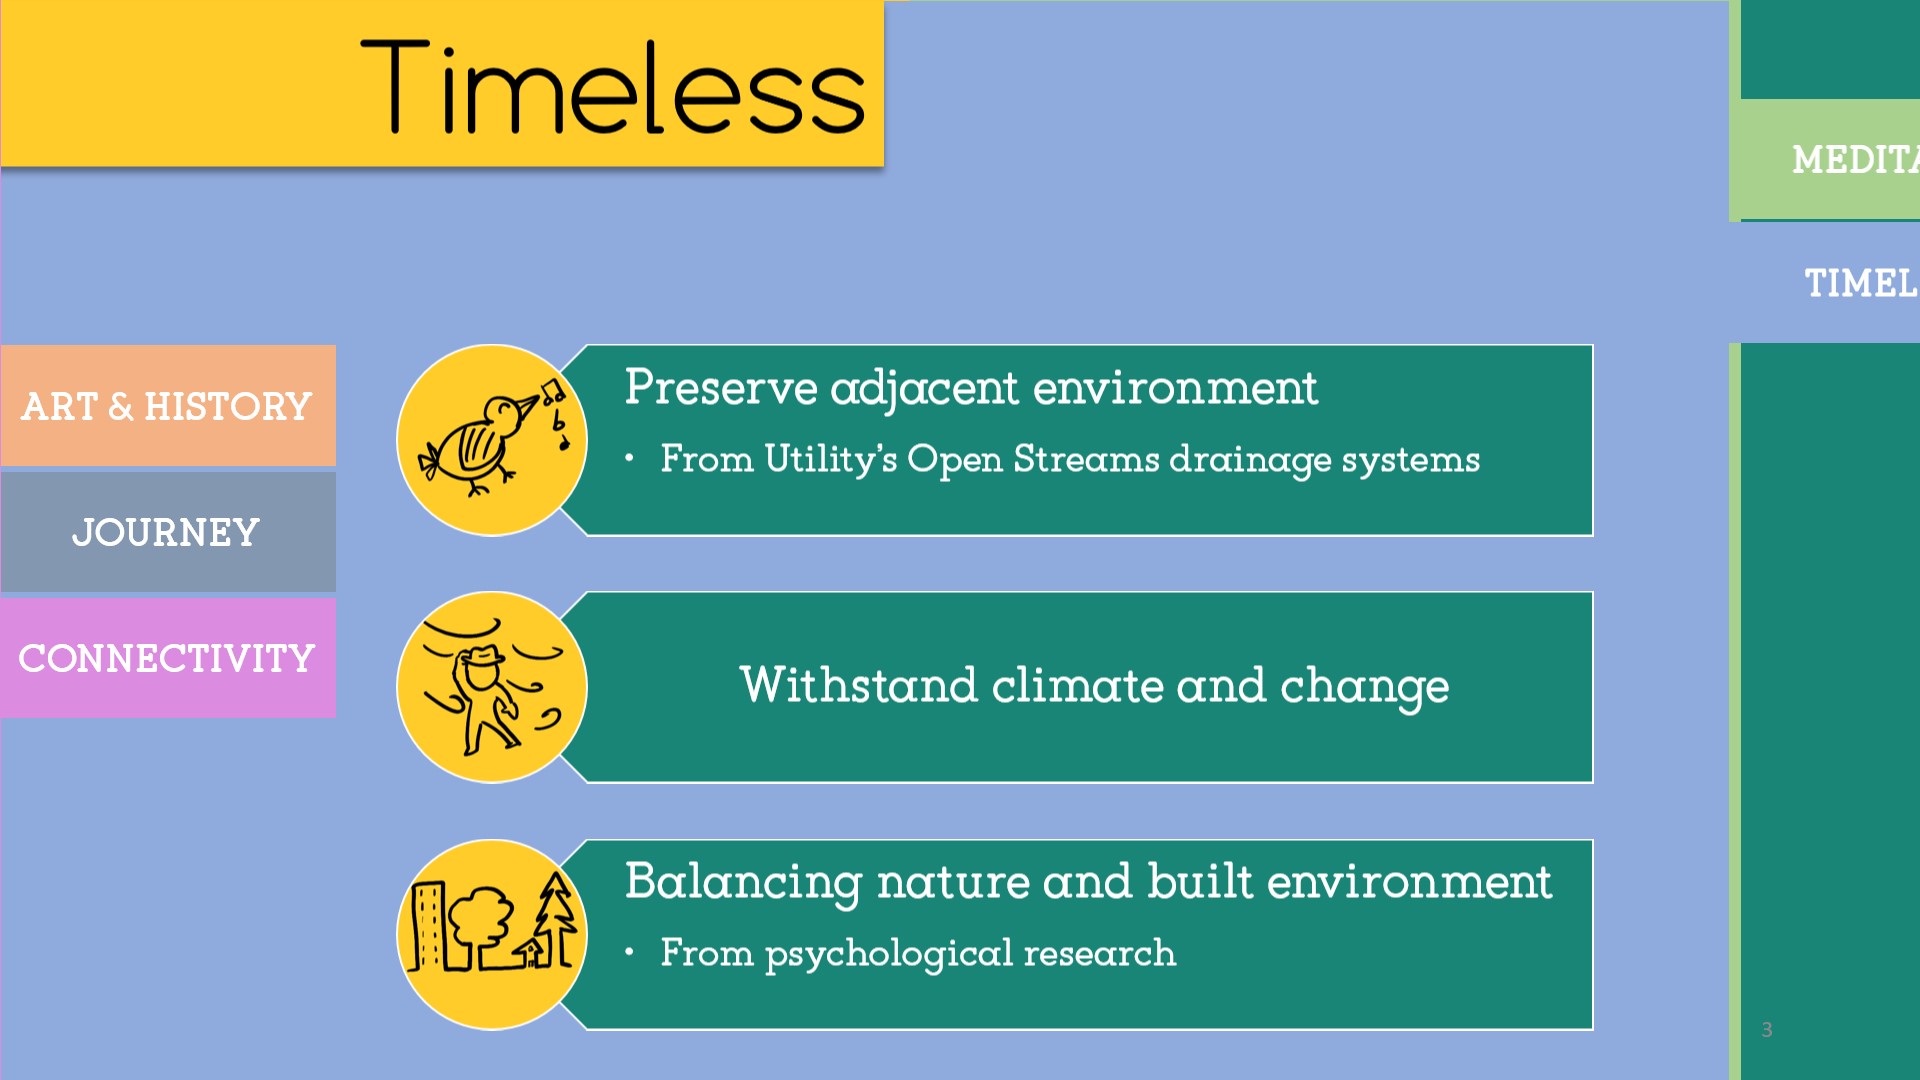 Timeless
MEDITA
TIMEL
ART & HISTORY
JOURNEY
CONNECTIVITY
Preserve adjacent environment
• From Utility’s Open Streams drainage systems
Withstand climate and change
Balancing nature and built environment
• From psychological research
3